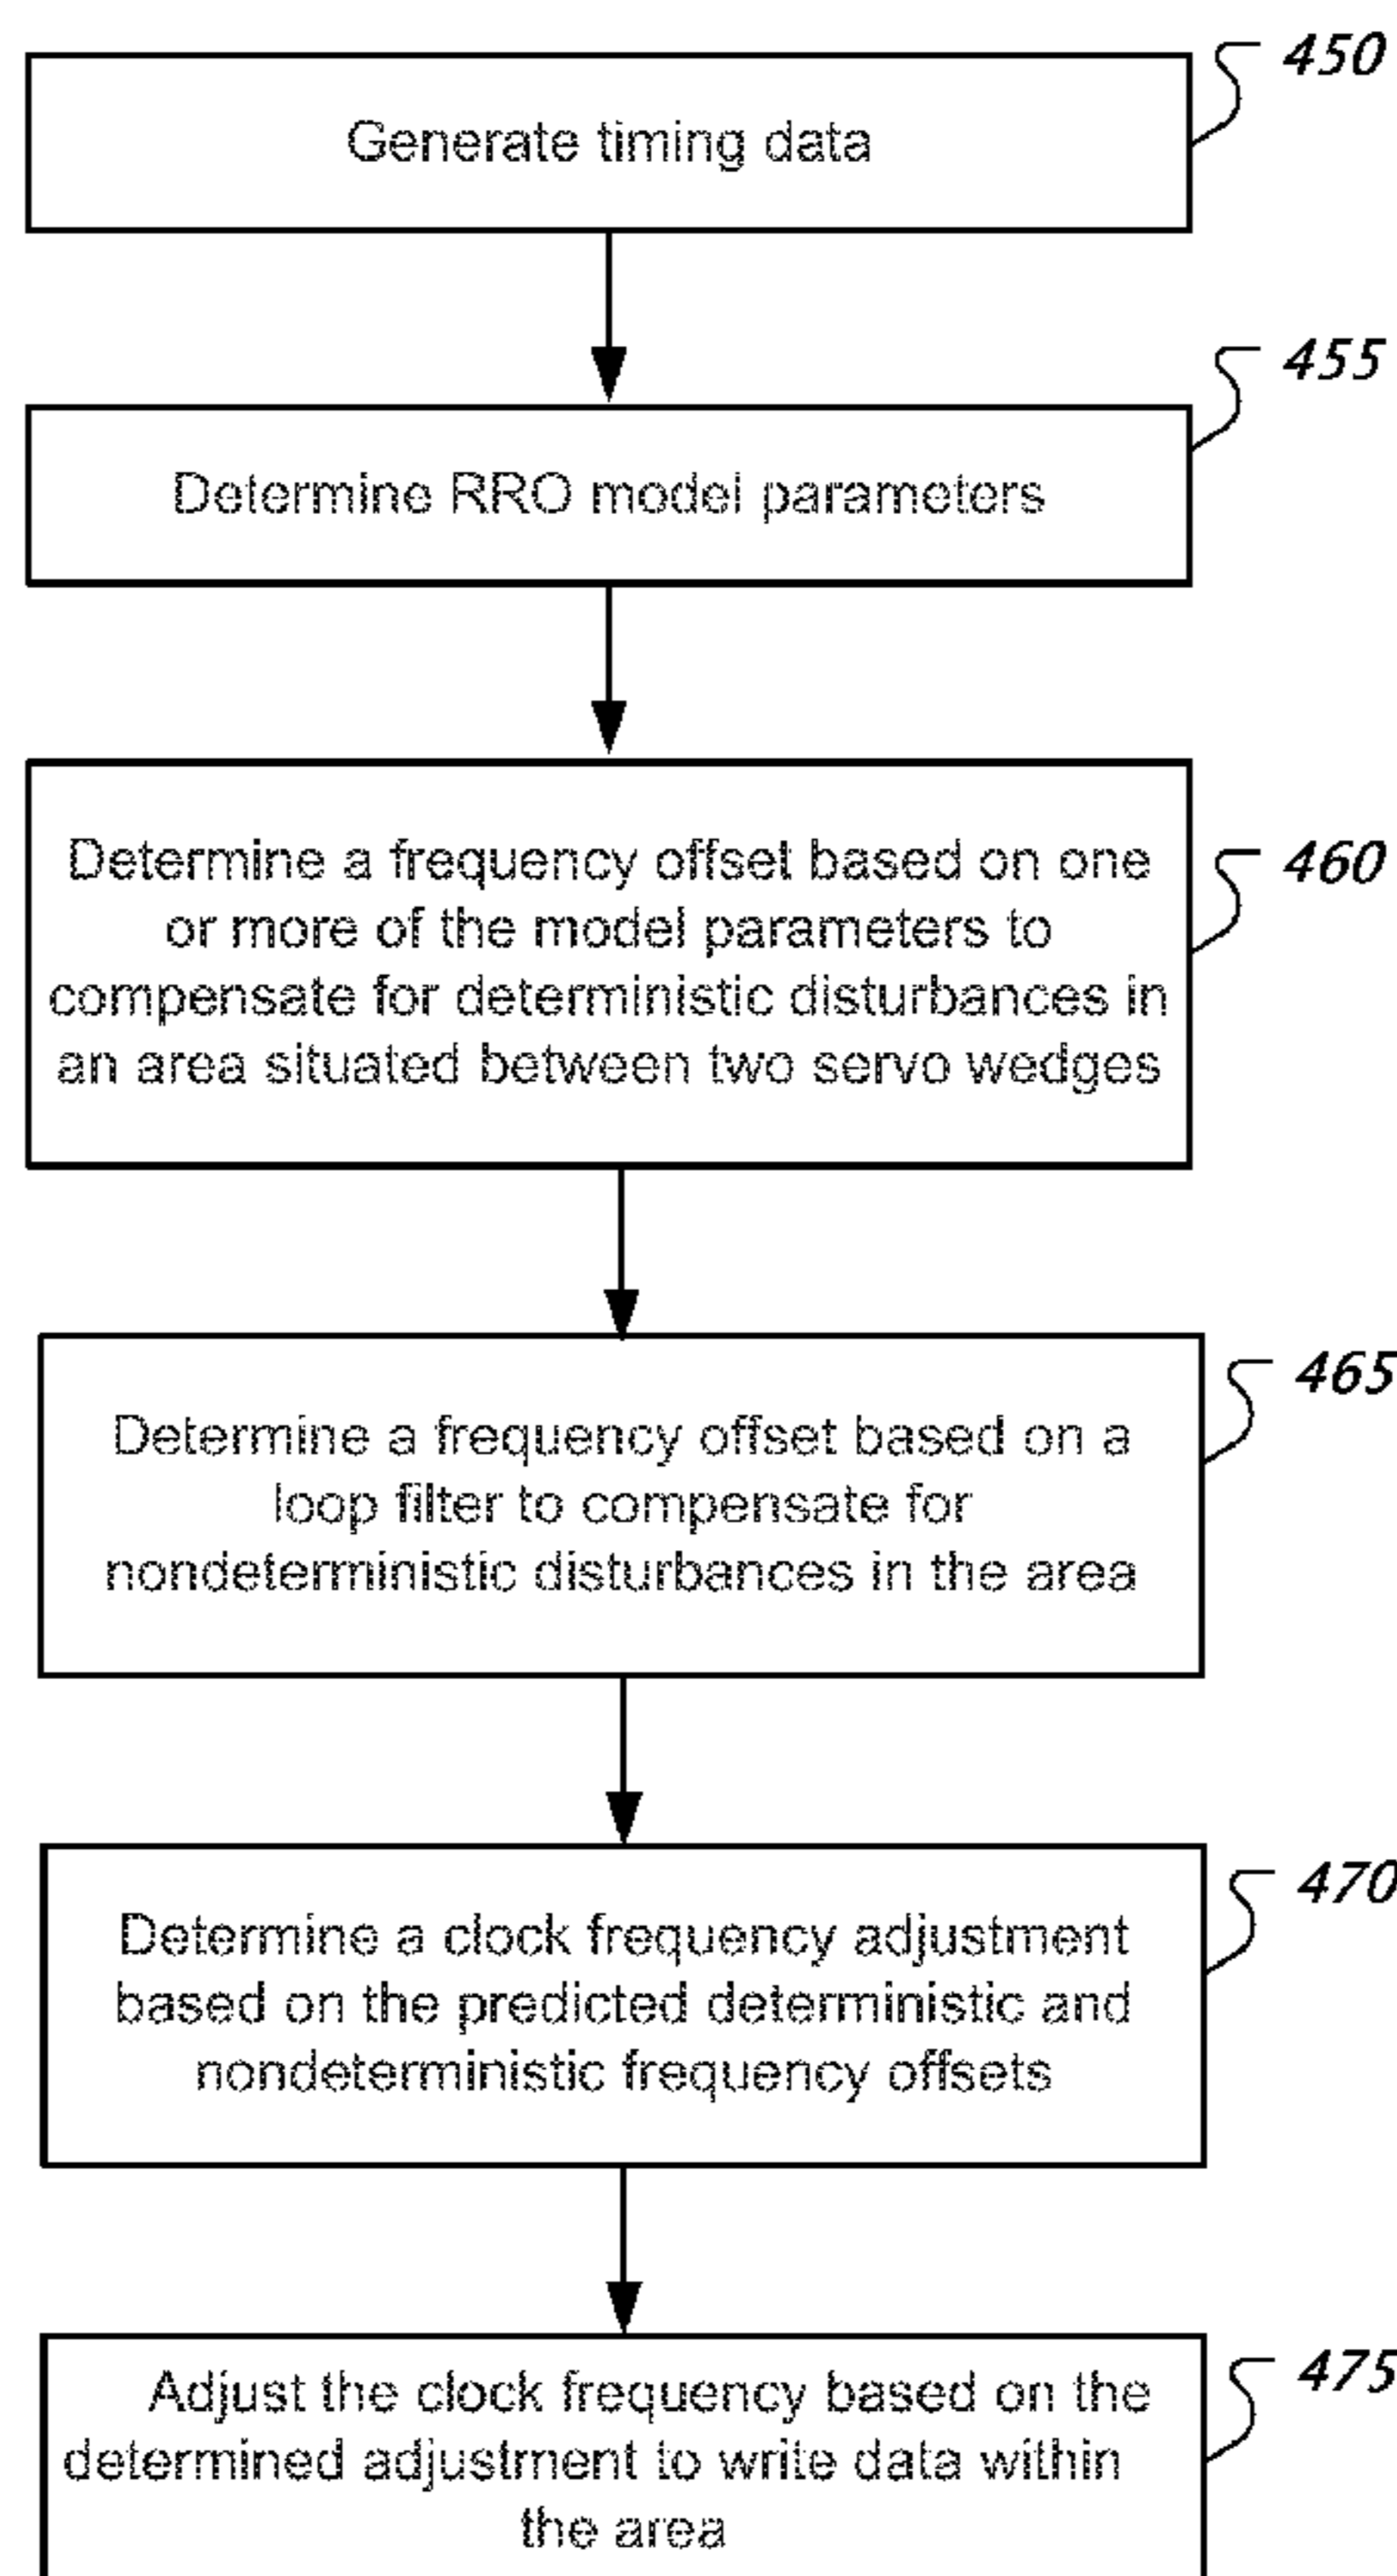 450
Generate timing data
455
Determine RRO model parameters
460
Determine a frequency offset based on one
or more of the model parameters to
compensate for deterministic disturbances in
an area situated between two servo wedges
465
Determine a frequency offset based on a
loop filter to compensate for
nondeterministic disturbances in the area
470
Determine a clock frequency adjustment
based on the predicted deterministic and
nondeterministic frequency offsets
475
Adjust the clock frequency based on the
determined adjustment to write data within
the area